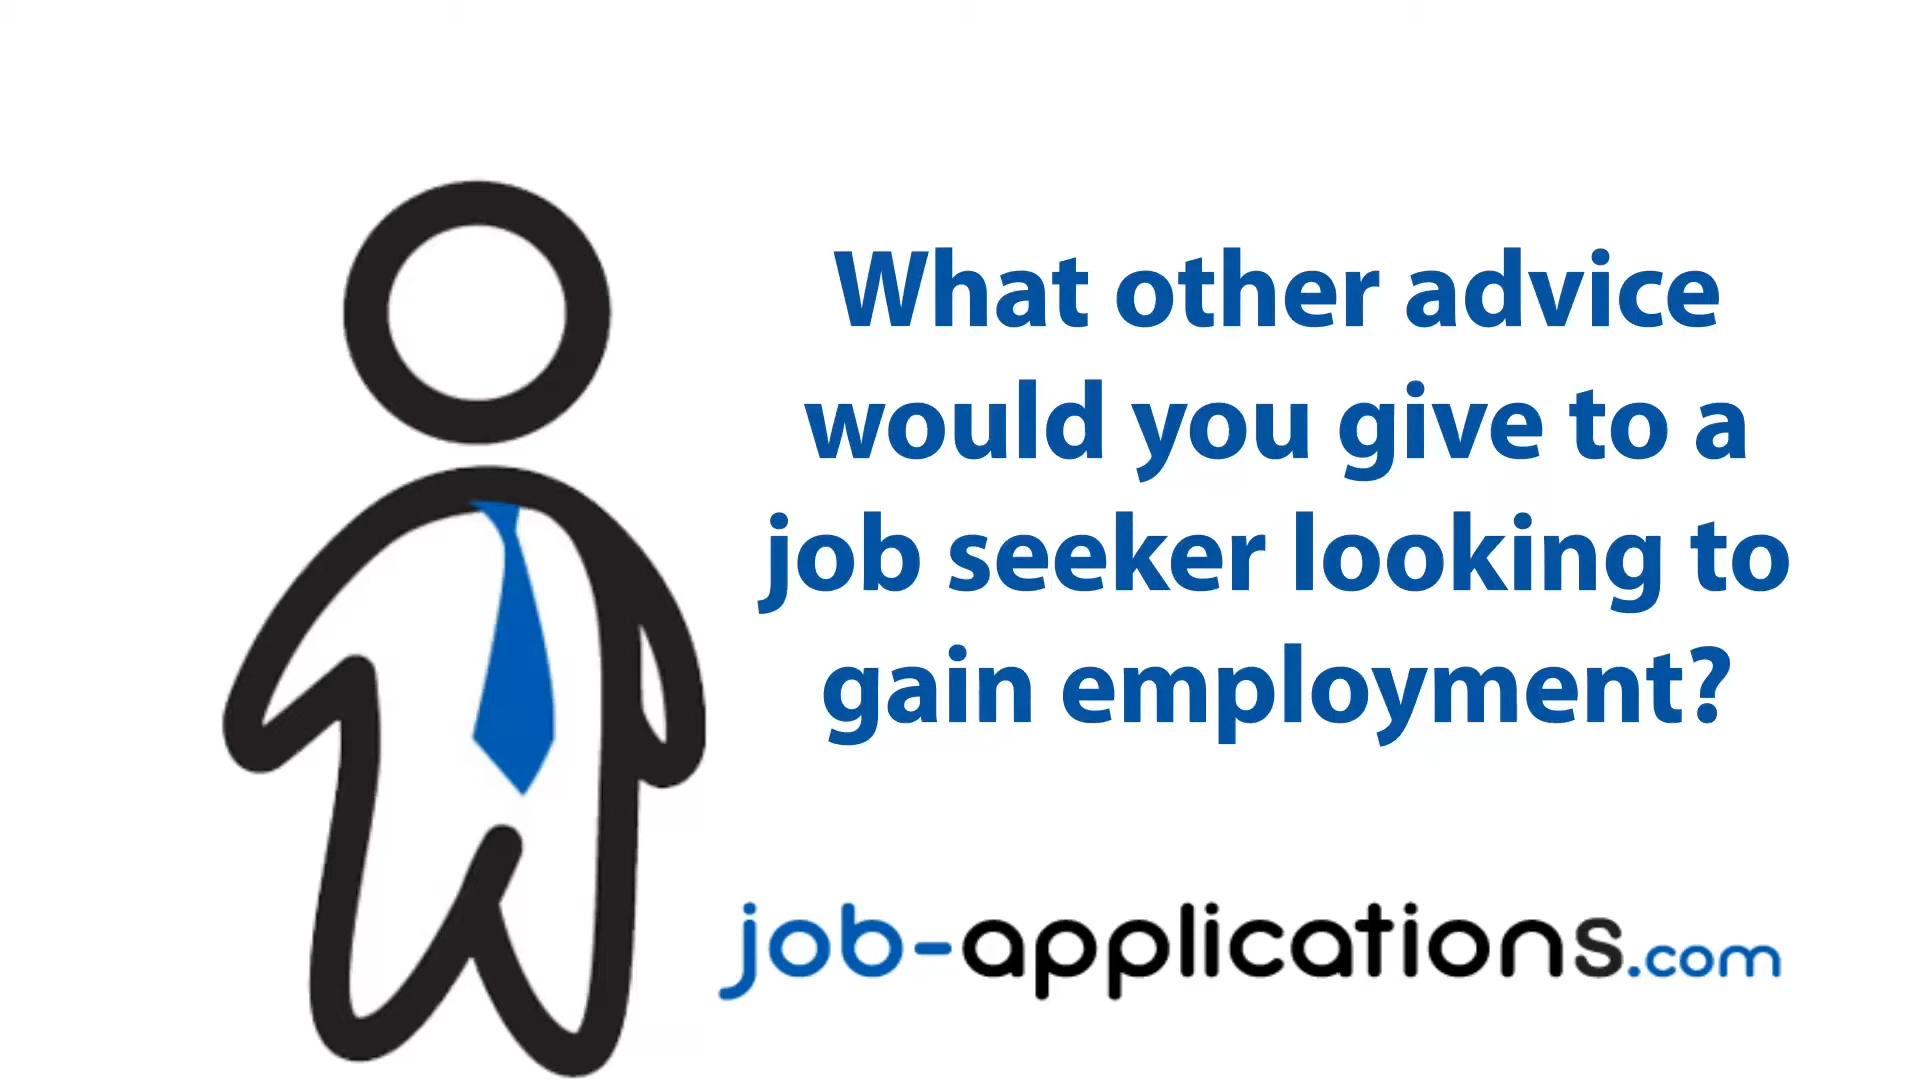 What other advice
would you give to a
job seeker looking to
gain employment?
job-applications.com